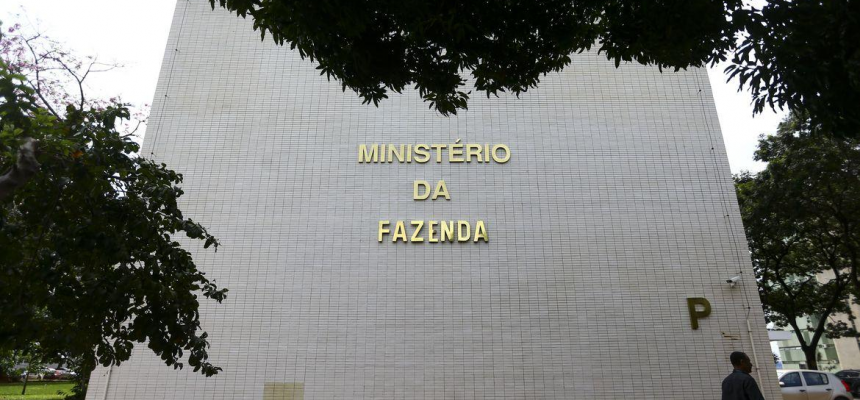 MINISTÉRIO
DA
FAZENDA
P